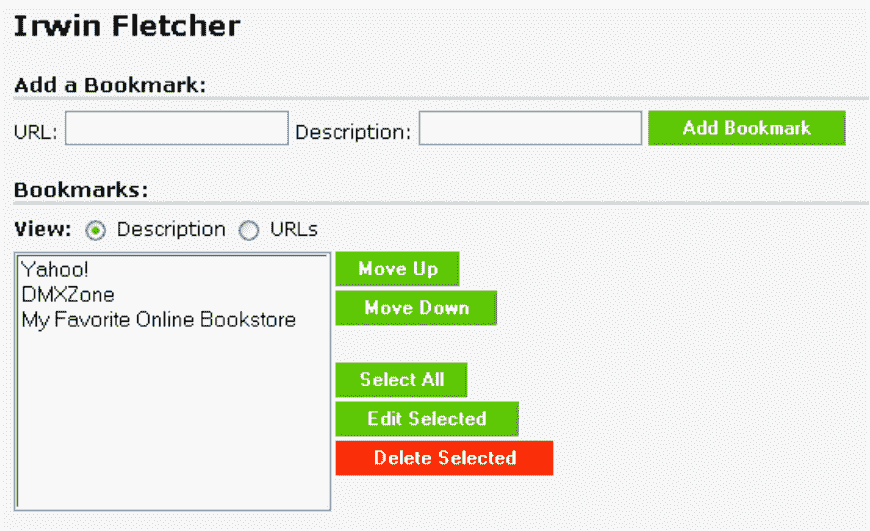 Irwin Fletcher
Add a Bookmark:
URL: Description: Add Bookmark
Bookmarks:
View: Description URLs
Yahoo!
DMXZone
My Favorite Online Bookstore
Move Up
Move Down
Select All
Edit Selected
Delete Selected